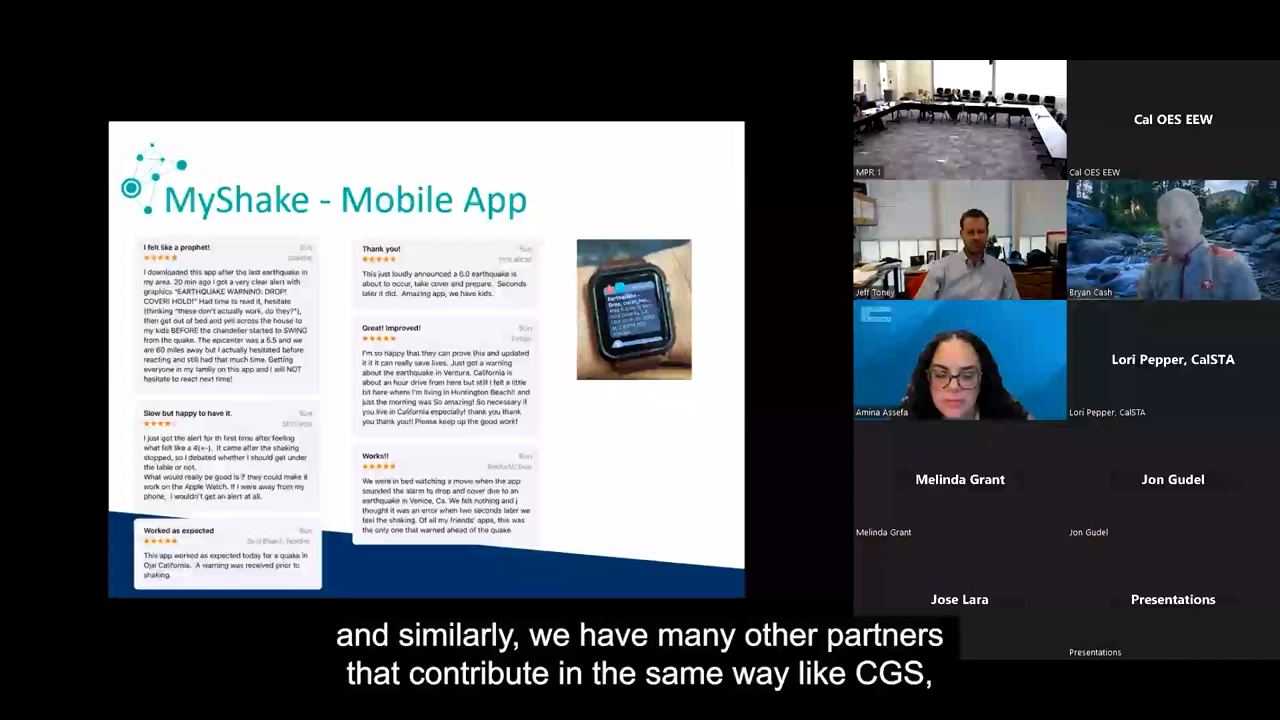 MyShake - Mobile App
I felt like a prophet!
I downloaded this app after the last earthquake in
my area. 20 min ago I got a very clear alert with
graphics "EARTHQUAKE WARNING: DROP!
COVER! HOLD!" Had time to read it, hesitate
(thinking "these don't actually work, do they?"),
then get out of bed and yell across the house to
my kids BEFORE the chandelier started to SWING
from the quake. The epicenter was a 5.5 and we
are 60 miles away but I actually hesitated before
reacting and still had that much time. Getting
everyone in my family on this app and I will NOT
hesitate to react next time!
Slow but happy to have it.
Sun
I just got the alert for th first time after feeling
what felt like a 4(+-). It came after the shaking
stopped, so I debated whether I should get under
the table or not.
What would really be good is if they could make it
work on the Apple Watch. If I were away from my
phone, I wouldn't get an alert at all.
Worked as expected
Sun
This app worked as expected today for a quake in
Ojai California. A warning was received prior to
shaking.
Thank you!
Sun
This just loudly announced a 6.0 earthquake is
about to occur, take cover and prepare. Seconds
later it did. Amazing app, we have kids.
Great! Improved!
Sun
I'm so happy that they can prove this and updated
it it it can really save lives. Just got a warning
about the earthquake in Ventura. California is
about an hour drive from here but still I felt a little
bit here where I'm living in Huntington Beach!! and
just the morning was So amazing! So necessary if
you live in California especially! thank you thank
you thank you!! Please keep up the good work!
Works!!
Sun
We were in bed watching a move when the app
sounded the alarm to drop and cover due to an
earthquake in Venice, Ca. We felt nothing and j
thought it was an error when two seconds later we
feel the shaking. Of all my friends' apps, this was
the only one that warned ahead of the quake.
MPR 1
Cal OES EEW
Cal OES EEW
Jeff Toney
Bryan Cash
Amina Assefa
Lori Pepper, CalSTA
Lori Pepper, CalSTA
Melinda Grant
Melinda Grant
Jon Gudel
Jon Gudel
Jose Lara
Presentations
Presentations
and similarly, we have many other partners
that contribute in the same way like CGS,